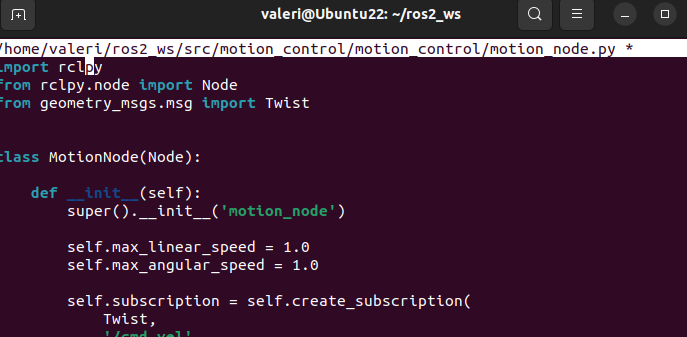 valeri@Ubuntu22: ~/ros2_ws
/home/valeri/ros2_ws/src/motion_control/motion_control/motion_node.py *
import rclpy
from rclpy.node import Node
from geometry_msgs.msg import Twist
class MotionNode(Node):
def __init__(self):
super().__init__('motion_node')
self.max_linear_speed = 1.0
self.max_angular_speed = 1.0
self.subscription = self.create_subscription(
Twist,
'/cmd_vel'